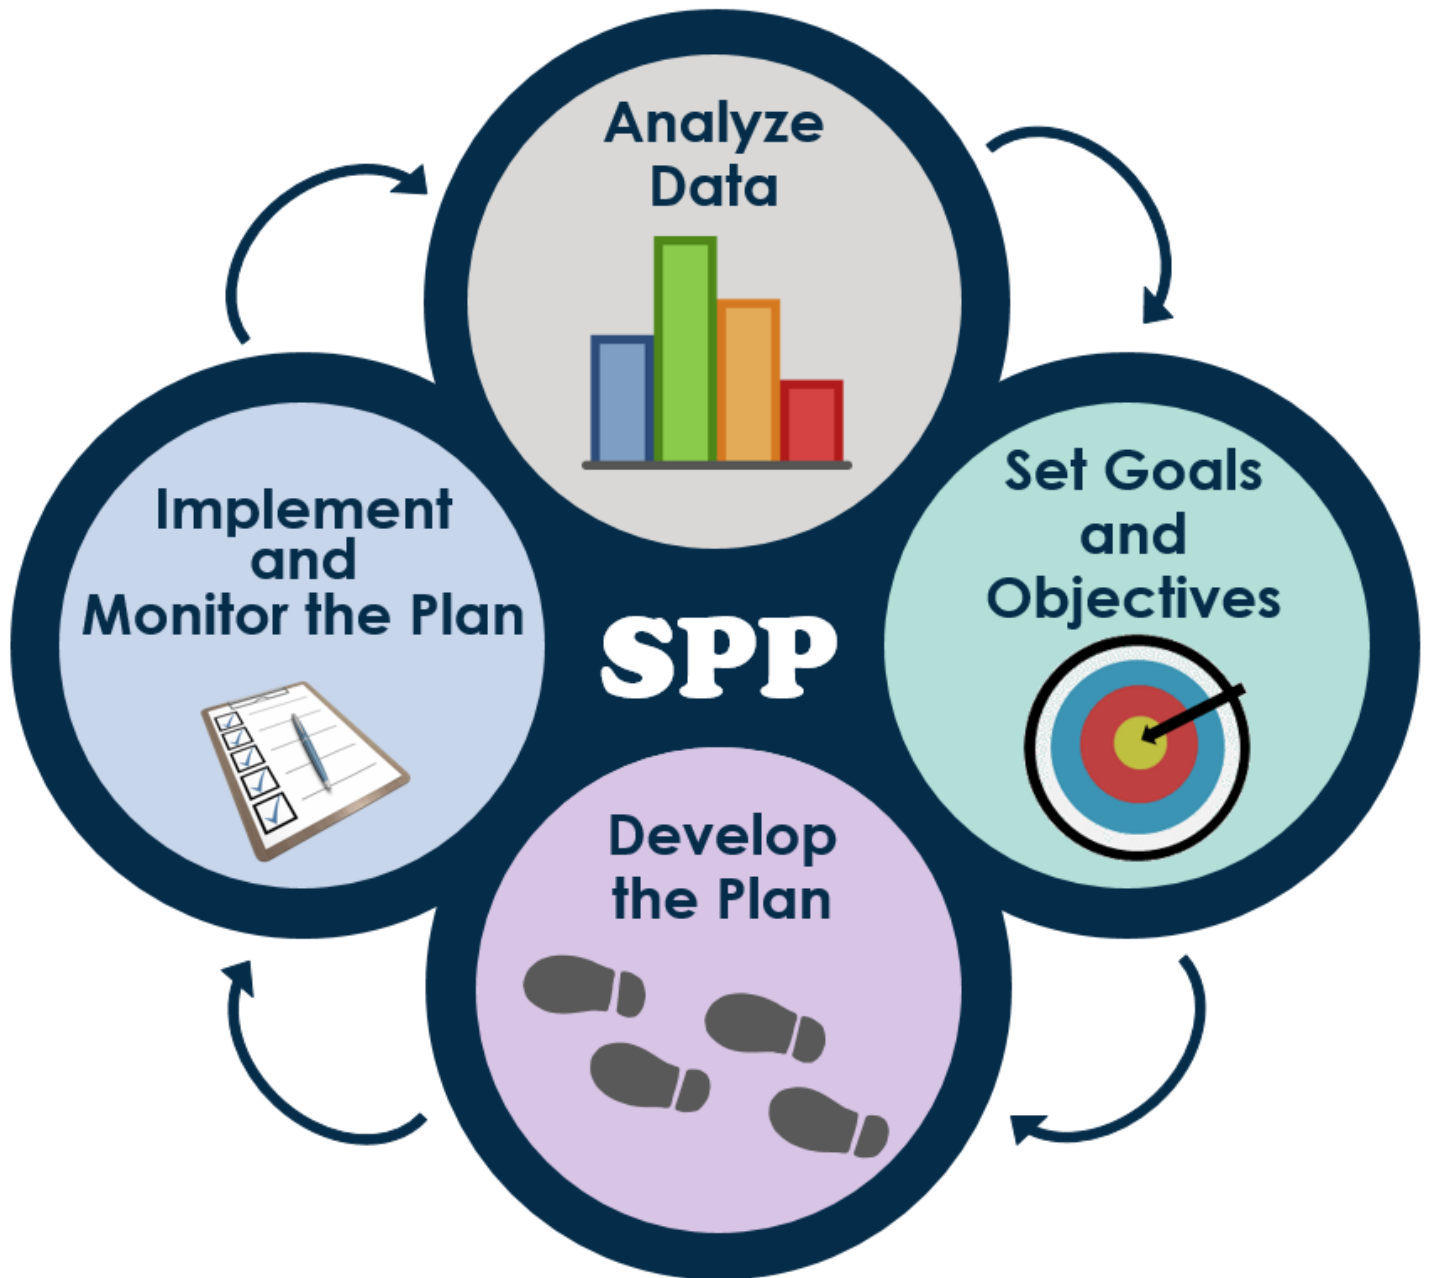 Analyze
Data
Set Goals
and
Objectives
Implement
and
Monitor the Plan
SPP
Develop
the Plan